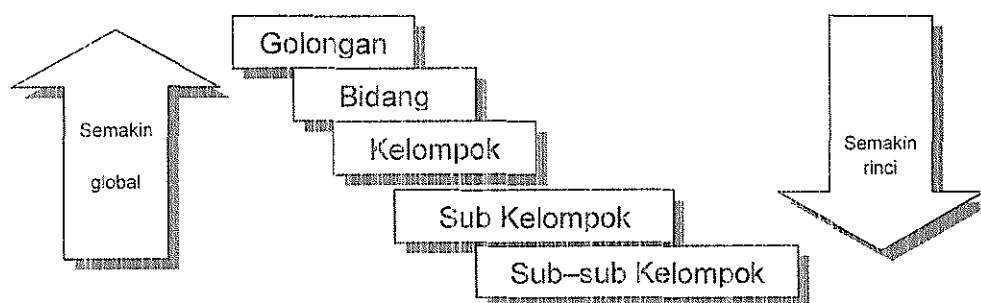 Golongan
Bidang
Kelompok
Sub Kelompok
Sub–sub Kelompok
Semakin
global
Semakin
rinci